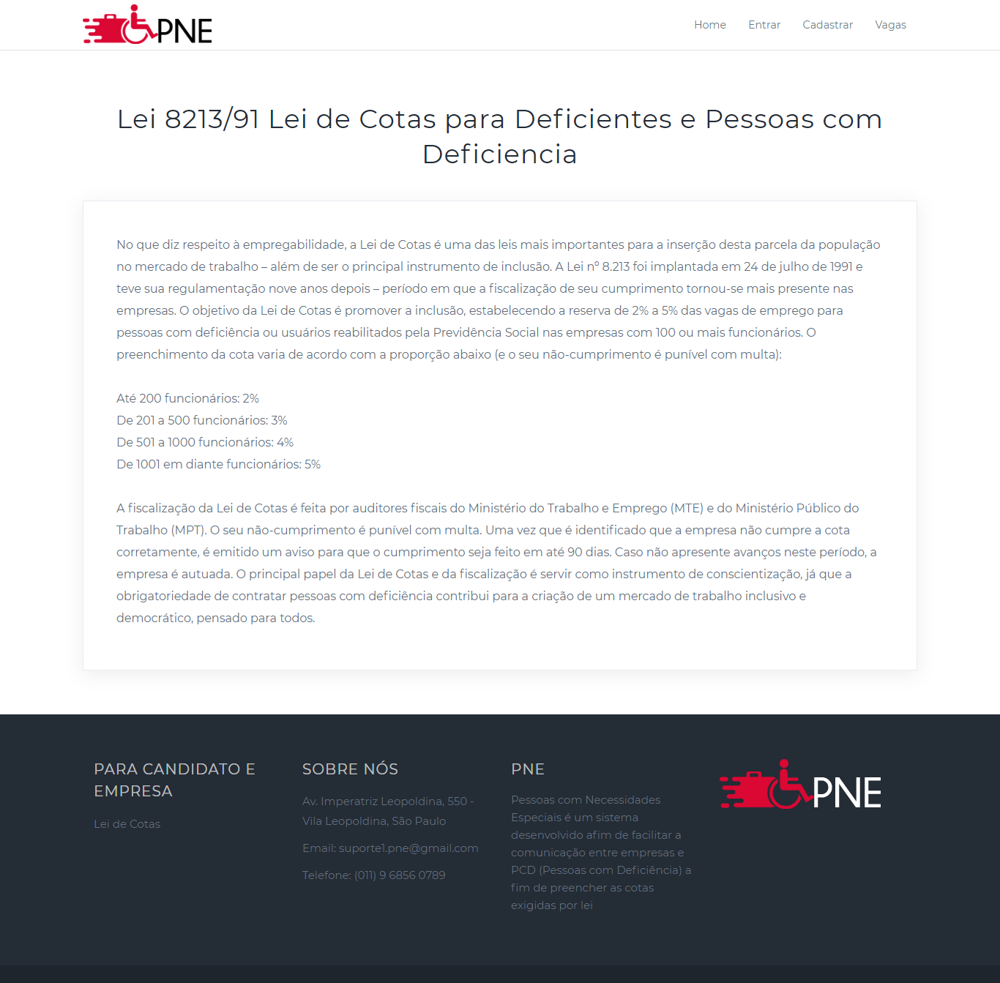 PNE
Home
Entrar
Cadastrar
Vagas
Lei 8213/91 Lei de Cotas para Deficientes e Pessoas com
Deficiencia
No que diz respeito à empregabilidade, a Lei de Cotas é uma das leis mais importantes para a inserção desta parcela da população
no mercado de trabalho – além de ser o principal instrumento de inclusão. A Lei nº 8.213 foi implantada em 24 de julho de 1991 e
teve sua regulamentação nove anos depois – período em que a fiscalização de seu cumprimento tornou-se mais presente nas
empresas. O objetivo da Lei de Cotas é promover a inclusão, estabelecendo a reserva de 2% a 5% das vagas de emprego para
pessoas com deficiência ou usuários reabilitados pela Previdência Social nas empresas com 100 ou mais funcionários. O
preenchimento da cota varia de acordo com a proporção abaixo (e o seu não-cumprimento é punível com multa):
Até 200 funcionários: 2%
De 201 a 500 funcionários: 3%
De 501 a 1000 funcionários: 4%
De 1001 em diante funcionários: 5%
A fiscalização da Lei de Cotas é feita por auditores fiscais do Ministério do Trabalho e Emprego (MTE) e do Ministério Público do
Trabalho (MPT). O seu não-cumprimento é punível com multa. Uma vez que é identificado que a empresa não cumpre a cota
corretamente, é emitido um aviso para que o cumprimento seja feito em até 90 dias. Caso não apresente avanços neste período, a
empresa é autuada. O principal papel da Lei de Cotas e da fiscalização é servir como instrumento de conscientização, já que a
obrigatoriedade de contratar pessoas com deficiência contribui para a criação de um mercado de trabalho inclusivo e
democrático, pensado para todos.
PARA CANDIDATO E
EMPRESA
Lei de Cotas
SOBRE NÓS
Av. Imperatriz Leopoldina, 550 -
Vila Leopoldina, São Paulo
Email: suporte1.pne@gmail.com
Telefone: (011) 9 6856 0789
PNE
Pessoas com Necessidades
Especiais é um sistema
desenvolvido afim de facilitar a
comunicação entre empresas e
PCD (Pessoas com Deficiência) a
fim de preencher as cotas
exigidas por lei
PNE